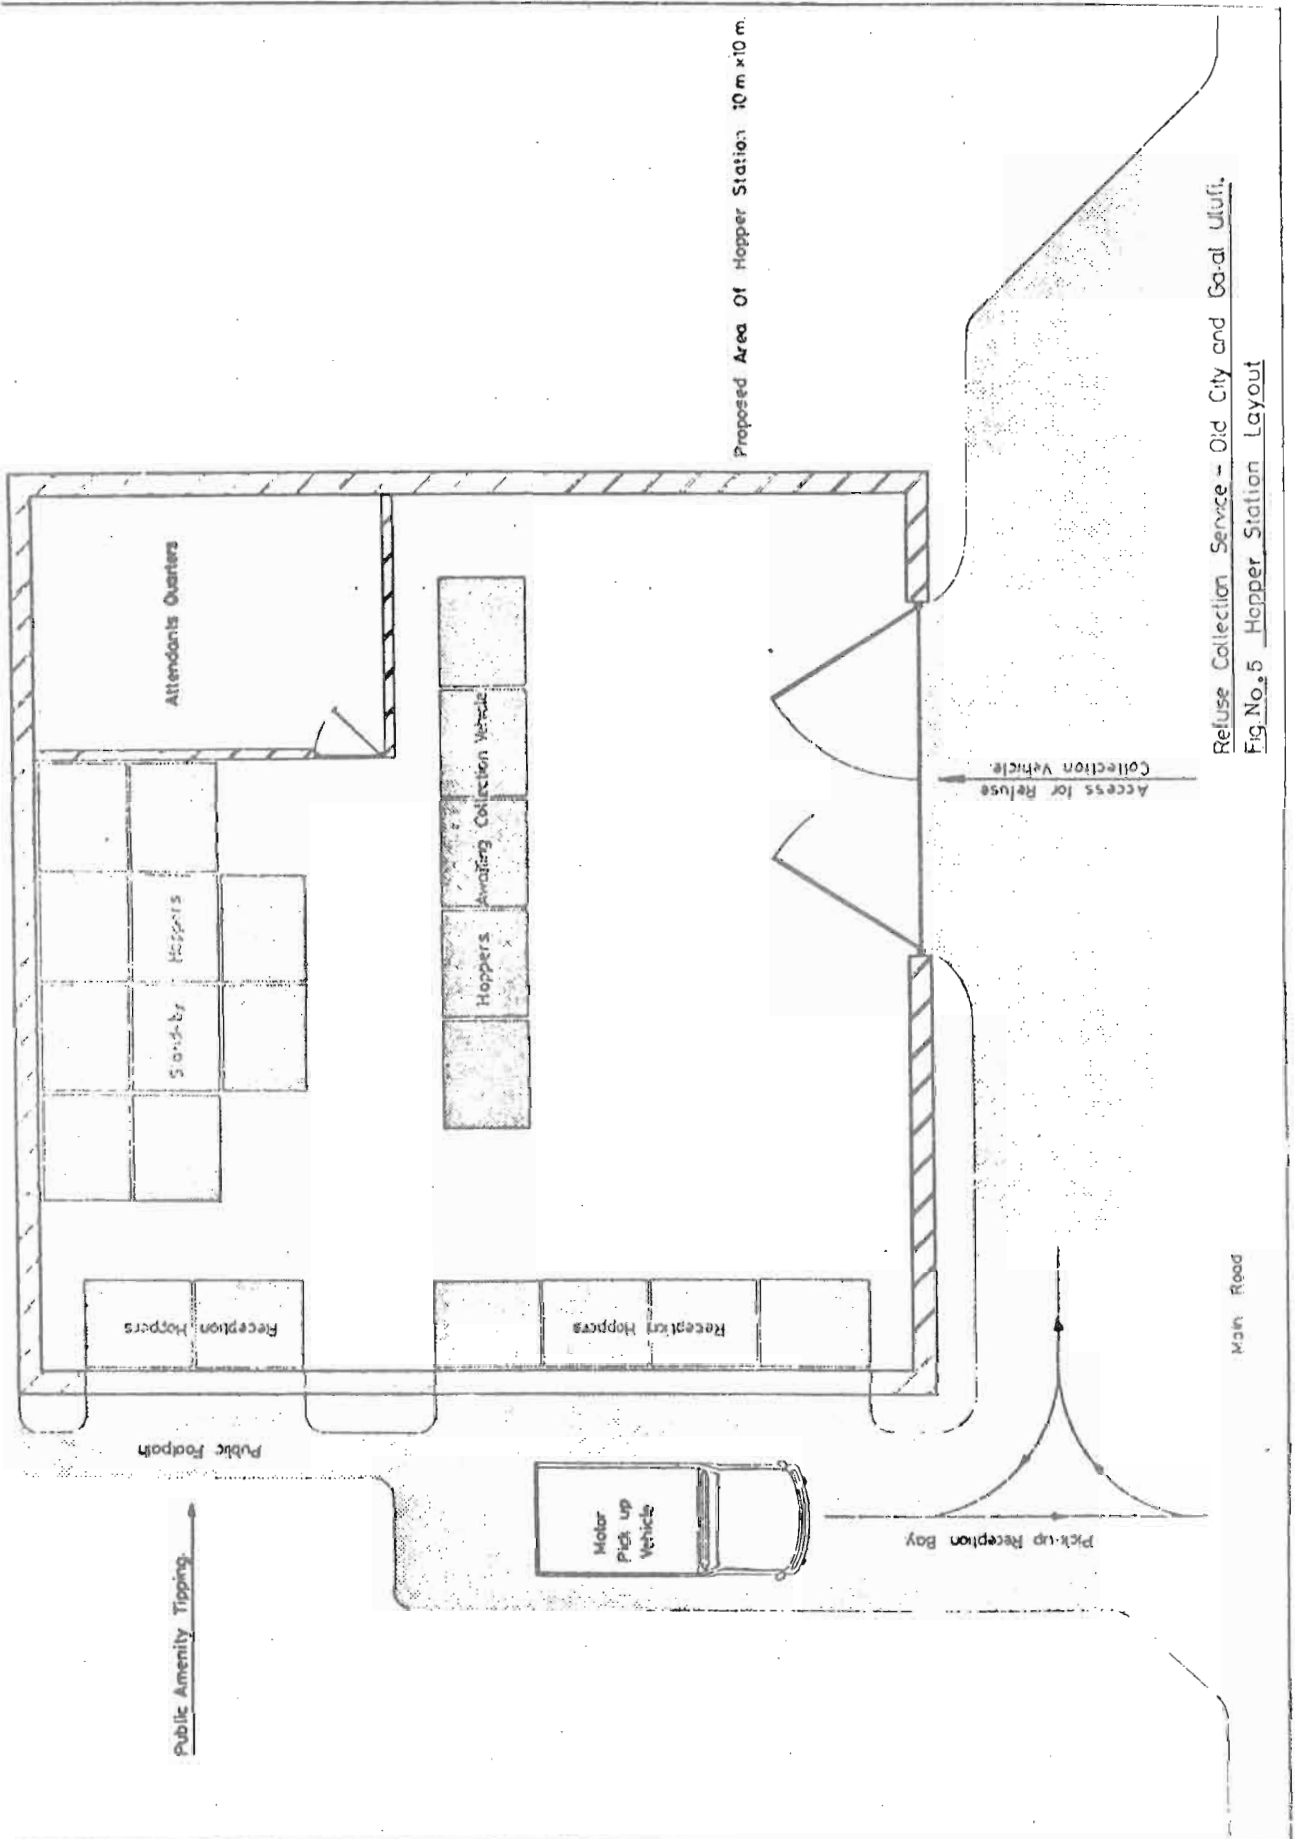 Proposed Area Of Hopper Station 10 m x 10 m.
Attendants Quarters
Stand-by Hoppers
Hoppers Awaiting Collection Vehicle
Reception Hoppers
Reception Hoppers
Public Footpath
Public Amenity Tipping.
Motor
Pick up
Vehicle
Pick-up Reception Bay
Access for Refuse
Collection Vehicle.
Main Road
Refuse Collection Service - Old City and Ga-al Ulufi.
Fig. No. 5 Hopper Station Layout